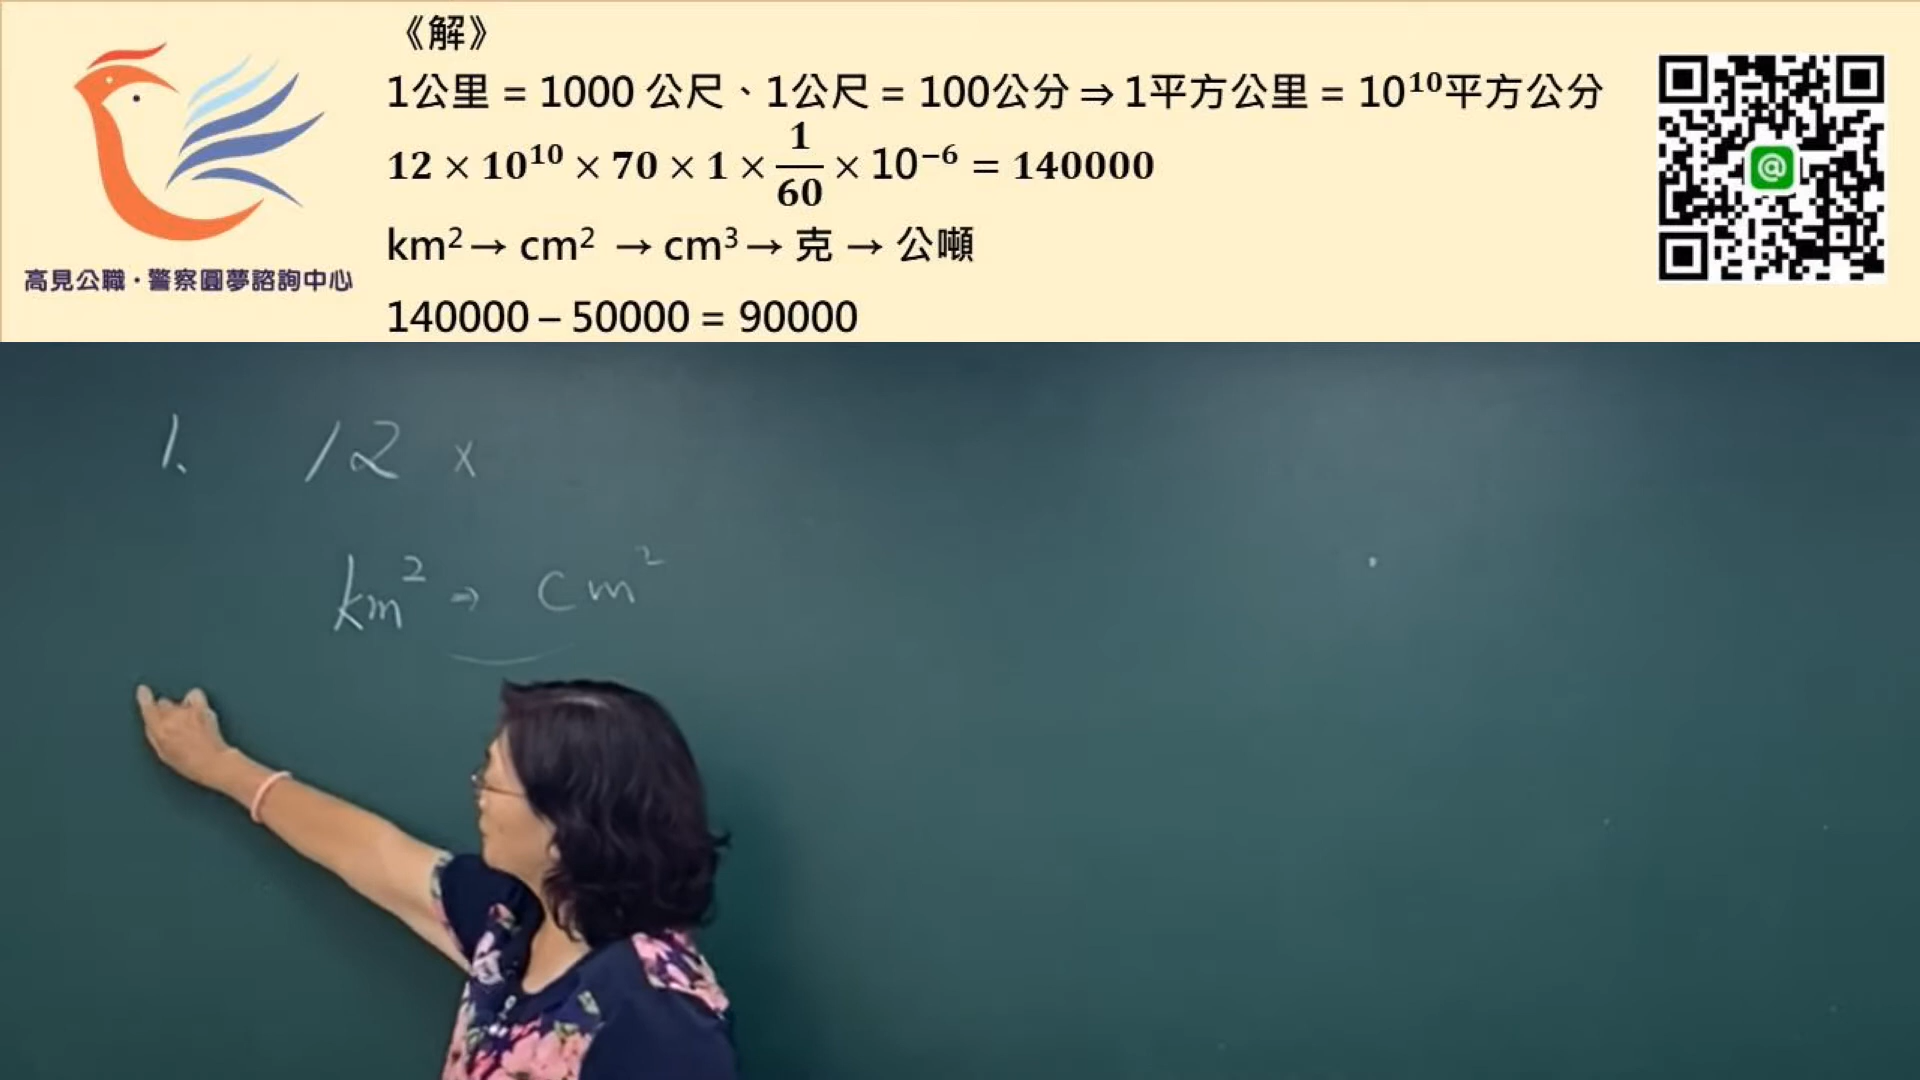 《解》
1公里 = 1000 公尺、1公尺 = 100公分 ⇒ 1平方公里 = 10¹⁰平方公分
12 × 10¹⁰ × 70 × 1 × 1/60 × 10⁻⁶ = 140000
km² → cm² → cm³ → 克 → 公噸
140000 – 50000 = 90000
高見公職・警察圓夢諮詢中心
@
1、 12 ×
km² → cm²